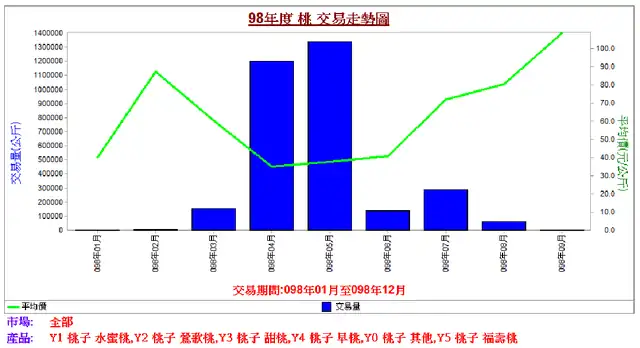 98年度 桃 交易走勢圖
1400000
1300000
1200000
1100000
1000000
900000
800000
700000
600000
500000
400000
300000
200000
100000
0
交易量(公斤)
100.0
90.0
80.0
70.0
60.0
50.0
40.0
30.0
20.0
10.0
0.0
平均價(元/公斤)
098年01月
098年02月
098年03月
098年04月
098年05月
098年06月
098年07月
098年08月
098年09月
交易期間:098年01月至098年12月
平均價
交易量
市場: 全部
產品: Y1 桃子 水蜜桃,Y2 桃子 鶯歌桃,Y3 桃子 甜桃,Y4 桃子 早桃,Y0 桃子 其他,Y5 桃子 福壽桃